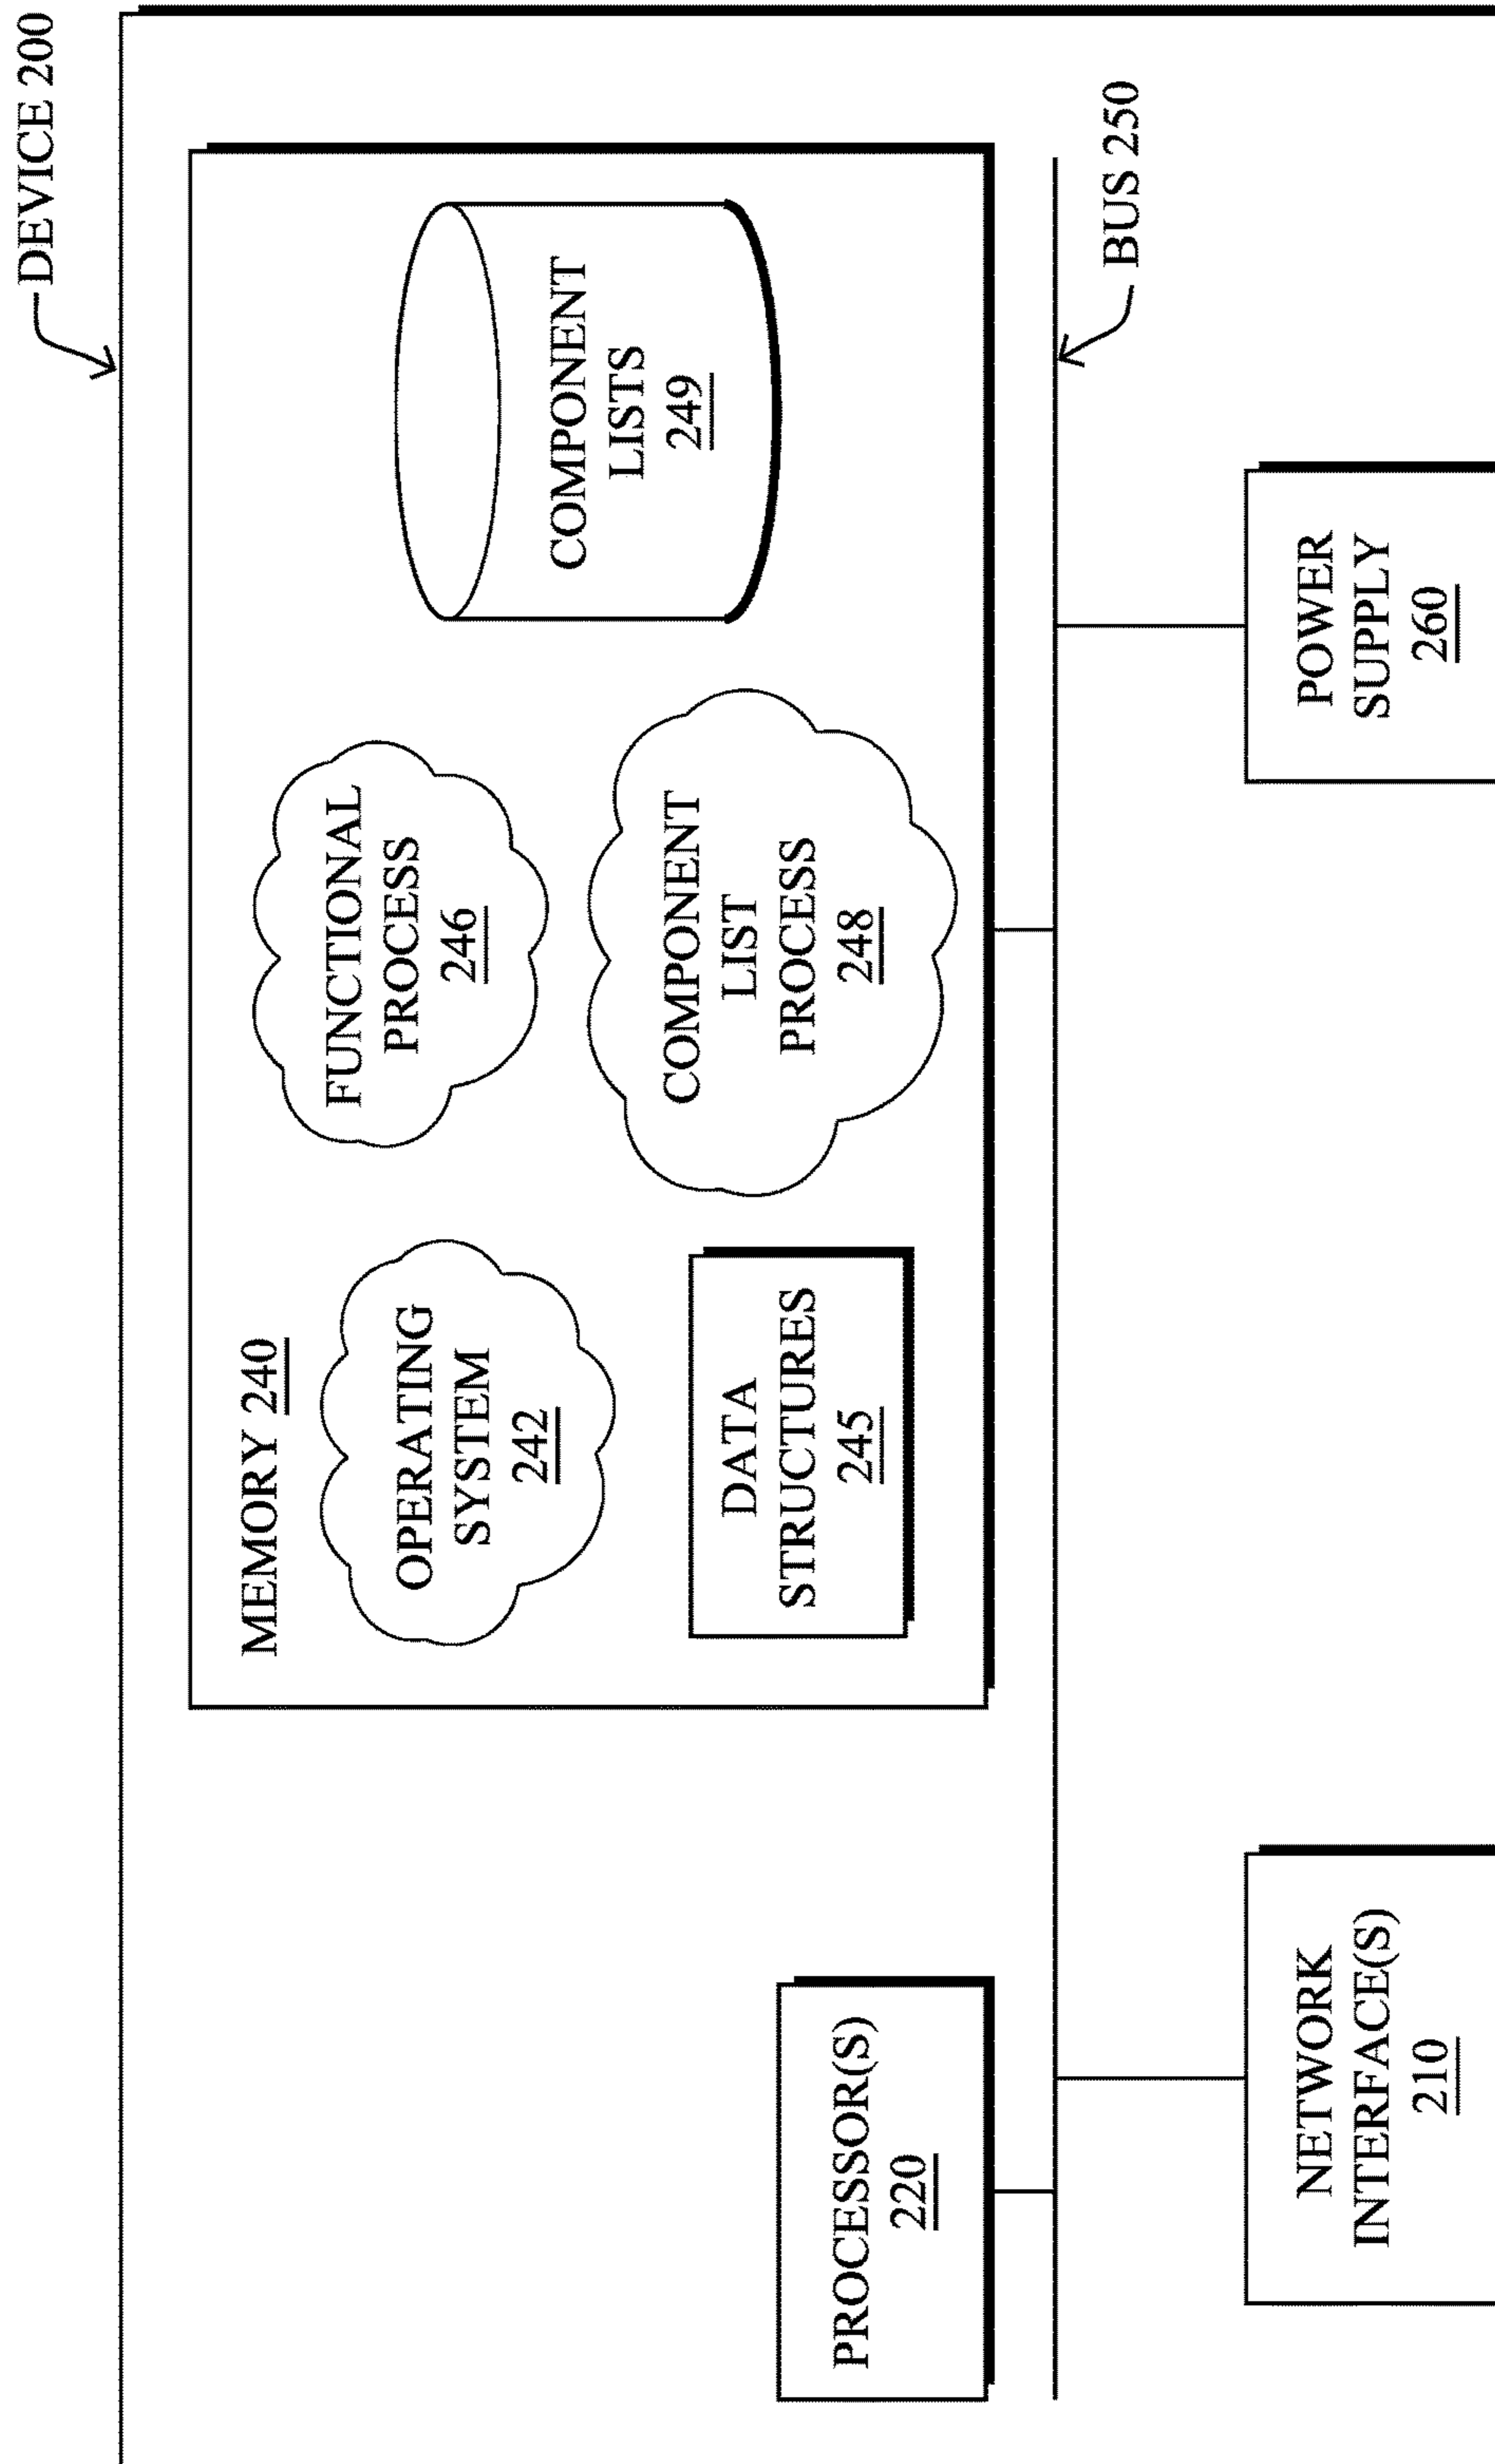 DEVICE 200
MEMORY 240
OPERATING
SYSTEM
242
FUNCTIONAL
PROCESS
246
DATA
STRUCTURES
245
COMPONENT
LIST
PROCESS
248
COMPONENT
LISTS
249
PROCESSOR(S)
220
BUS 250
NETWORK
INTERFACE(S)
210
POWER
SUPPLY
260